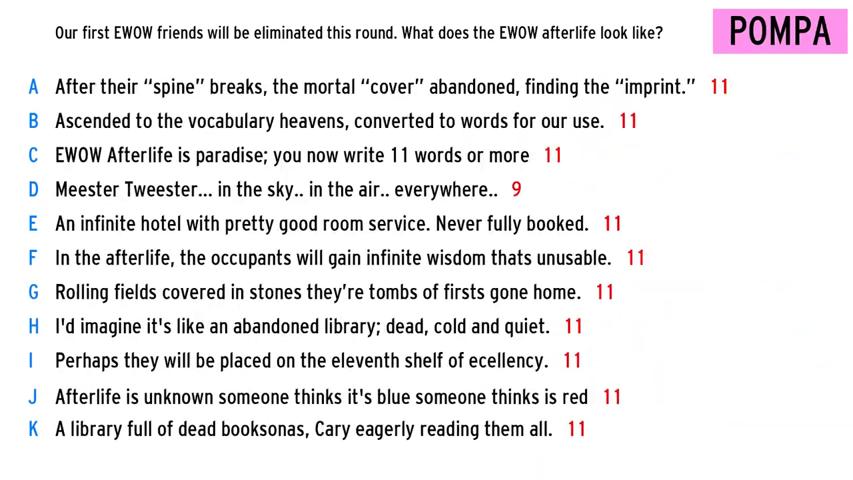 Our first EWOW friends will be eliminated this round. What does the EWOW afterlife look like?
POMPA
A After their “spine” breaks, the mortal “cover” abandoned, finding the “imprint.” 11
B Ascended to the vocabulary heavens, converted to words for our use. 11
C EWOW Afterlife is paradise; you now write 11 words or more 11
D Meester Tweester... in the sky.. in the air.. everywhere.. 9
E An infinite hotel with pretty good room service. Never fully booked. 11
F In the afterlife, the occupants will gain infinite wisdom thats unusable. 11
G Rolling fields covered in stones they’re tombs of firsts gone home. 11
H I'd imagine it's like an abandoned library; dead, cold and quiet. 11
I Perhaps they will be placed on the eleventh shelf of ecellency. 11
J Afterlife is unknown someone thinks it's blue someone thinks is red 11
K A library full of dead booksonas, Cary eagerly reading them all. 11